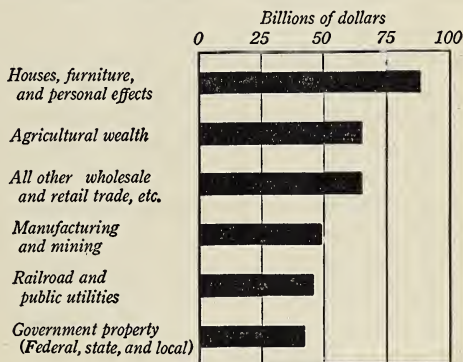 Billions of dollars
0 25 50 75 100
Houses, furniture,
and personal effects
Agricultural wealth
All other wholesale
and retail trade, etc.
Manufacturing
and mining
Railroad and
public utilities
Government property
(Federal, state, and local)